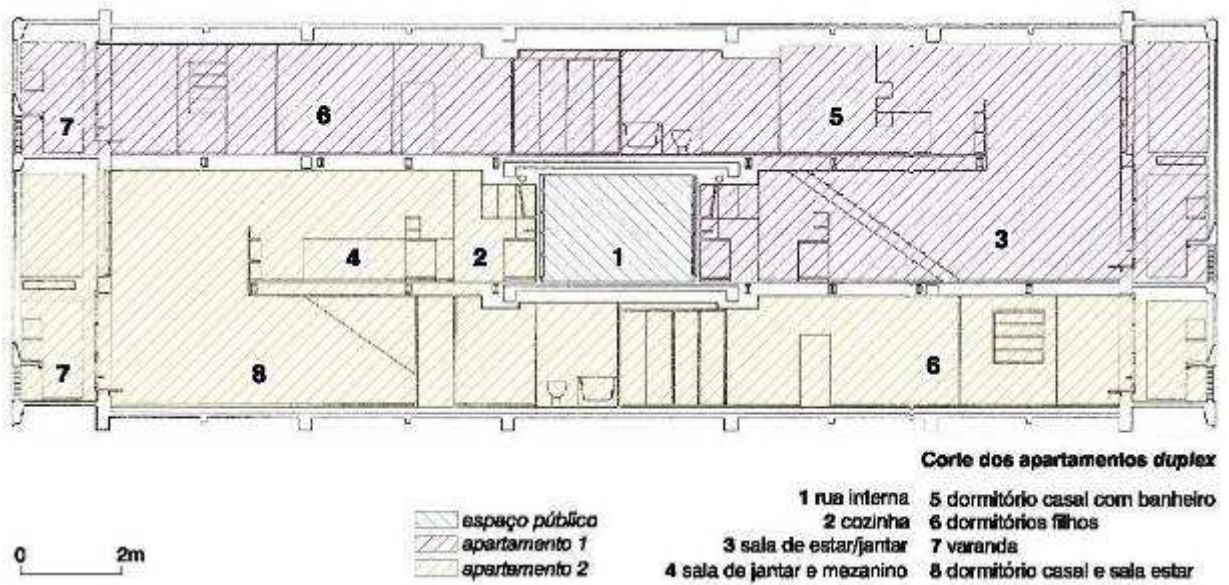 6
5
7
3
4
2
1
7
8
6
Corte dos apartamentos duplex
1 rua interna 5 dormitório casal com banheiro
espaço público 2 cozinha 6 dormitórios filhos
apartamento 1 3 sala de estar/jantar 7 varanda
0 2m apartamento 2 4 sala de jantar e mezanino 8 dormitório casal e sala estar